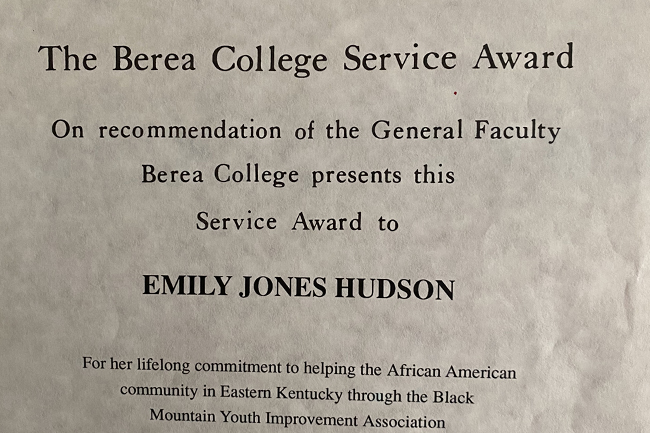 The Berea College Service Award
On recommendation of the General Faculty
Berea College presents this
Service Award to
EMILY JONES HUDSON
For her lifelong commitment to helping the African American
community in Eastern Kentucky through the Black
Mountain Youth Improvement Association